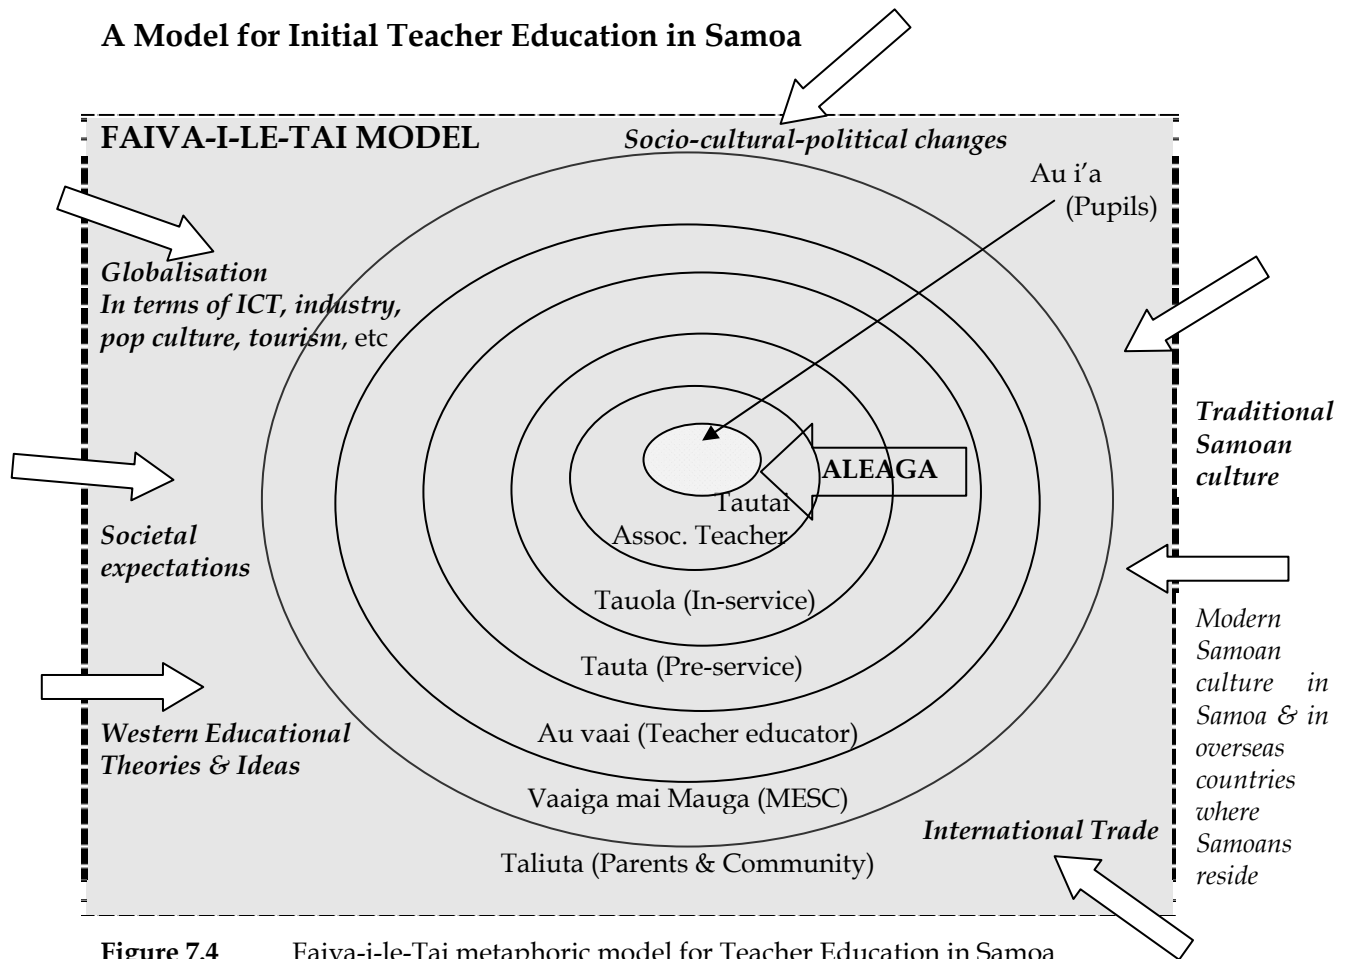 A Model for Initial Teacher Education in Samoa
FAIVA-I-LE-TAI MODEL
Socio-cultural-political changes
Au i’a
(Pupils)
Globalisation
In terms of ICT, industry,
pop culture, tourism, etc
Traditional
Samoan
culture
ALEAGA
Tautai
Assoc. Teacher
Societal
expectations
Tauola (In-service)
Tauta (Pre-service)
Modern
Samoan
culture in
Samoa & in
overseas
countries
where
Samoans
reside
Western Educational
Theories & Ideas
Au vaai (Teacher educator)
Vaaiga mai Mauga (MESC)
International Trade
Taliuta (Parents & Community)
Figure 7.4 Faiva-i-le-Tai metaphoric model for Teacher Education in Samoa